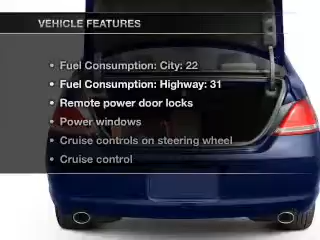 VEHICLE FEATURES
• Fuel Consumption: City: 22
• Fuel Consumption: Highway: 31
• Remote power door locks
• Power windows
• Cruise controls on steering wheel
• Cruise control